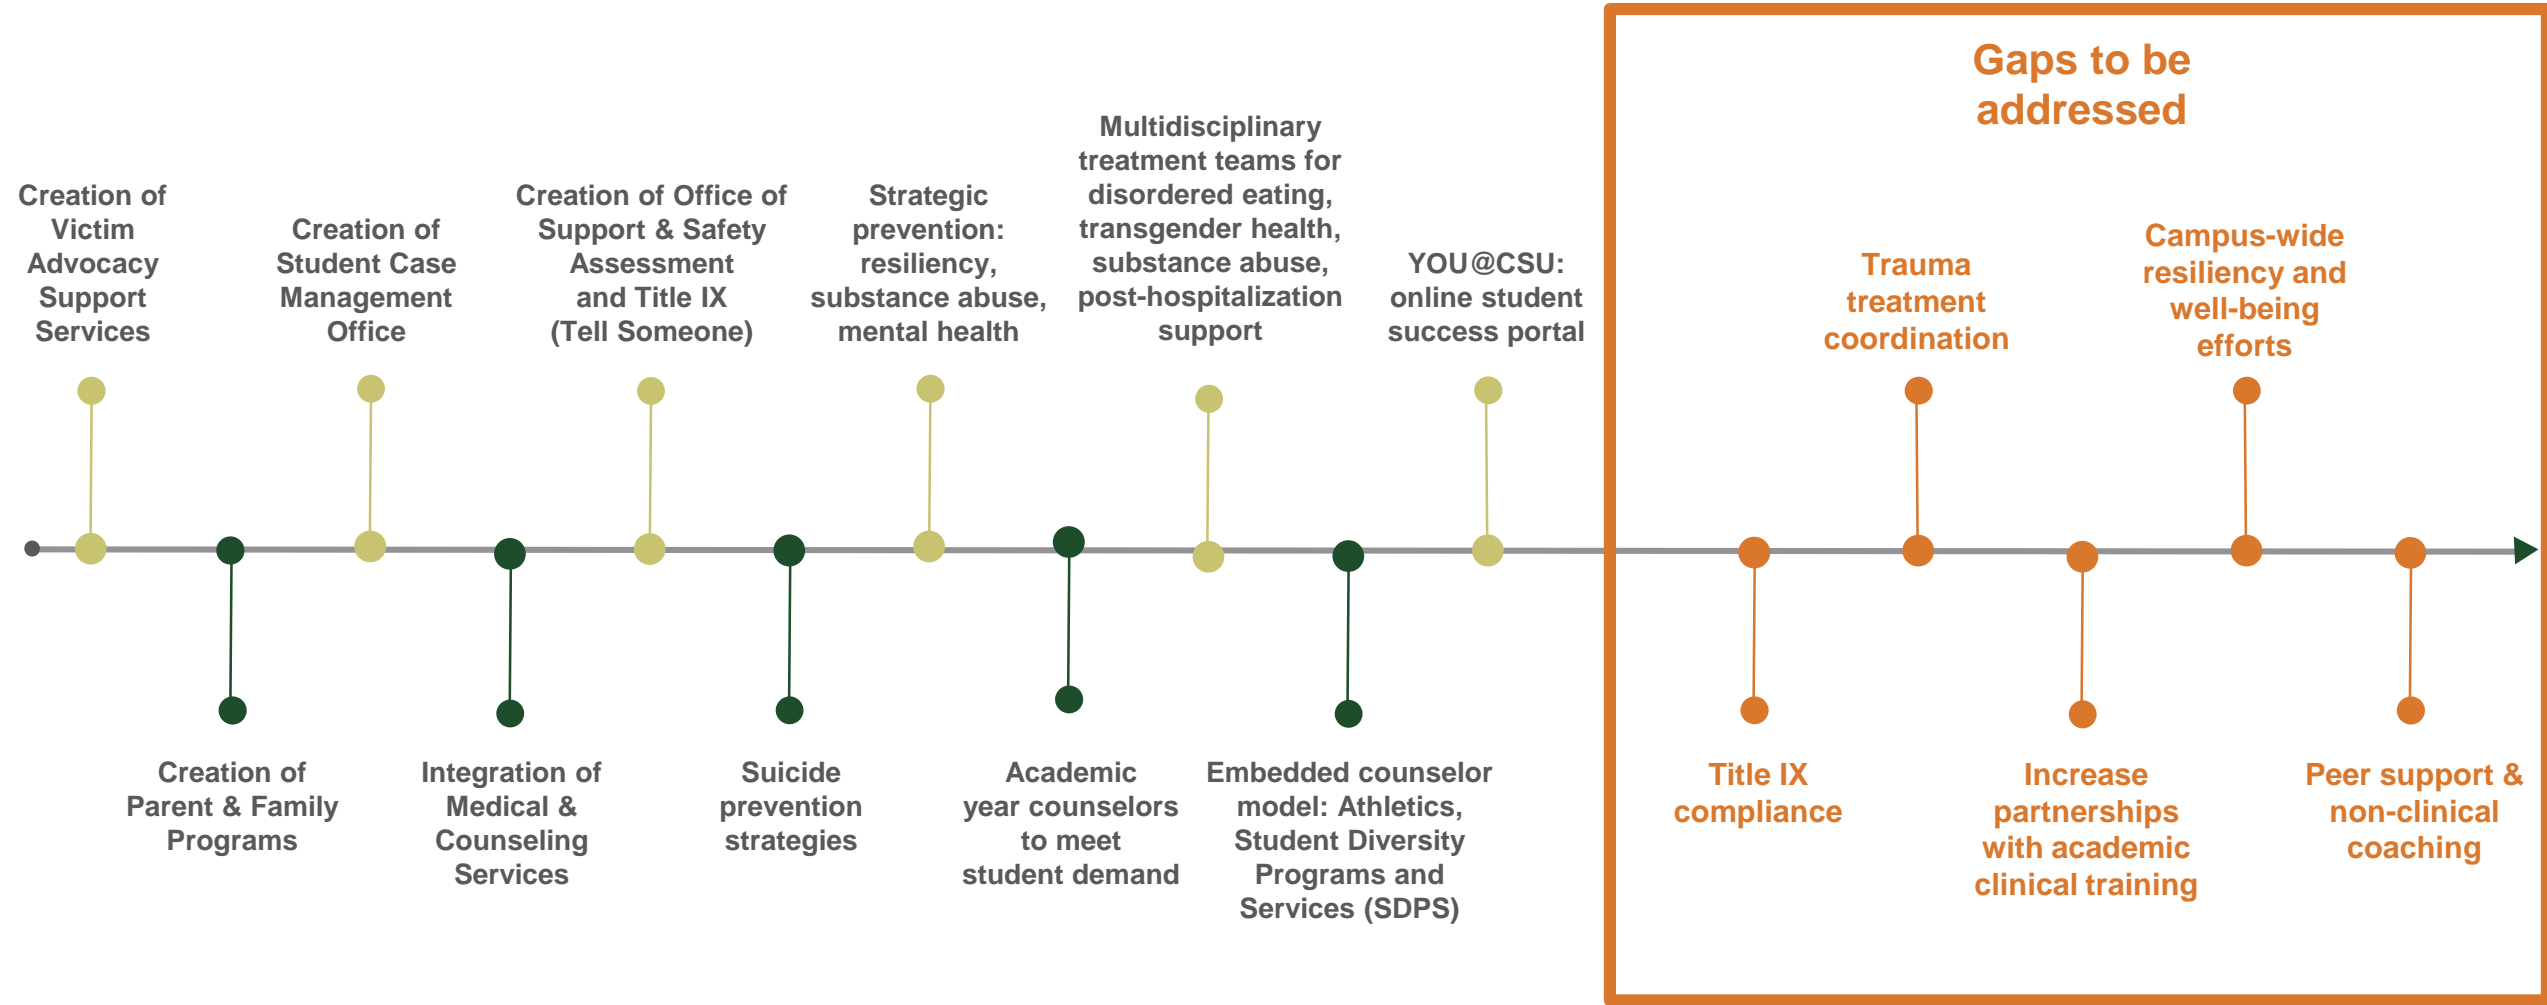 Gaps to be
addressed
Creation of
Victim
Advocacy
Support
Services
Creation of
Student Case
Management
Office
Creation of Office of
Support & Safety
Assessment
and Title IX
(Tell Someone)
Strategic
prevention:
resiliency,
substance abuse,
mental health
Multidisciplinary
treatment teams for
disordered eating,
transgender health,
substance abuse,
post-hospitalization
support
YOU@CSU:
online student
success portal
Trauma
treatment
coordination
Campus-wide
resiliency and
well-being
efforts
Creation of
Parent & Family
Programs
Integration of
Medical &
Counseling
Services
Suicide
prevention
strategies
Academic
year counselors
to meet
student demand
Embedded counselor
model: Athletics,
Student Diversity
Programs and
Services (SDPS)
Title IX
compliance
Increase
partnerships
with academic
clinical training
Peer support &
non-clinical
coaching